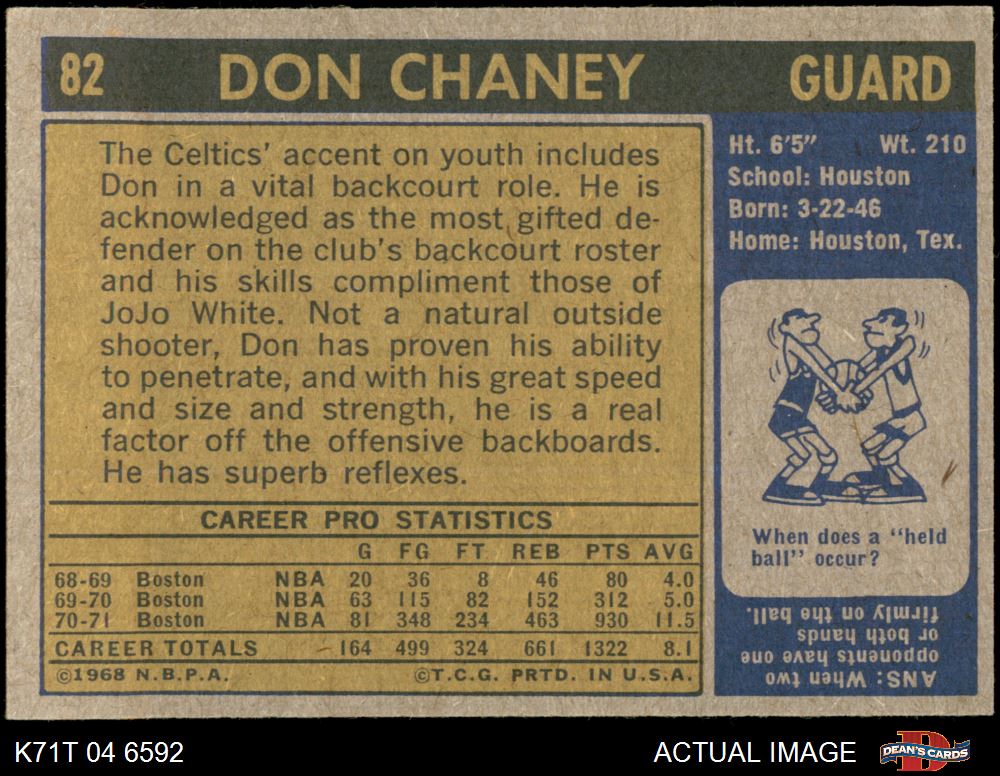 82 DON CHANEY GUARD
The Celtics' accent on youth includes
Don in a vital backcourt role. He is
acknowledged as the most gifted de-
fender on the club's backcourt roster
and his skills compliment those of
JoJo White. Not a natural outside
shooter, Don has proven his ability
to penetrate, and with his great speed
and size and strength, he is a real
factor off the offensive backboards.
He has superb reflexes.
CAREER PRO STATISTICS
G FG FT REB PTS AVG
68-69 Boston NBA 20 36 8 46 80 4.0
69-70 Boston NBA 63 115 82 152 312 5.0
70-71 Boston NBA 81 348 234 463 930 11.5
CAREER TOTALS 164 499 324 661 1322 8.1
©1968 N.B.P.A. ©T.C.G. PRTD. IN U.S.A.
Ht. 6'5" Wt. 210
School: Houston
Born: 3-22-46
Home: Houston, Tex.
When does a "held
ball" occur?
ANS: When two
opponents have one
or both hands
firmly on the ball.
K71T 04 6592 ACTUAL IMAGE DEAN'S CARDS